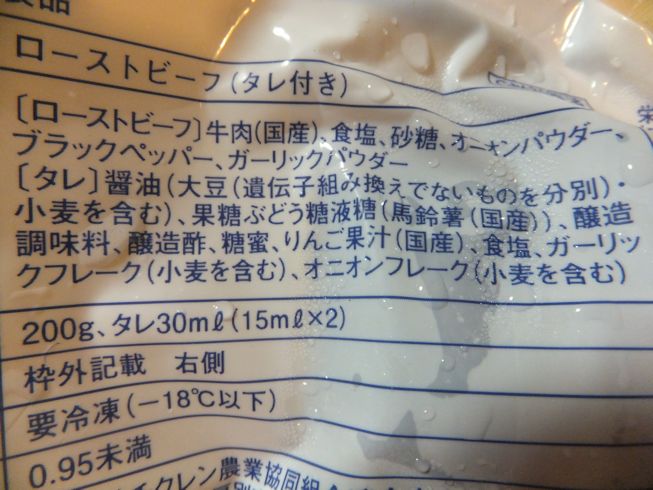 ローストビーフ(タレ付き)
[ローストビーフ]牛肉(国産)、食塩、砂糖、オニオンパウダー、
ブラックペッパー、ガーリックパウダー
[タレ]醤油(大豆(遺伝子組み換えでないものを分別)・
小麦を含む)、果糖ぶどう糖液糖(馬鈴薯(国産))、醸造
調味料、醸造酢、糖蜜、りんご果汁(国産)、食塩、ガーリッ
クフレーク(小麦を含む)、オニオンフレーク(小麦を含む)
200g、タレ30mℓ(15mℓ×2)
枠外記載 右側
要冷凍(−18℃以下)
0.95未満
クレン農業協同組